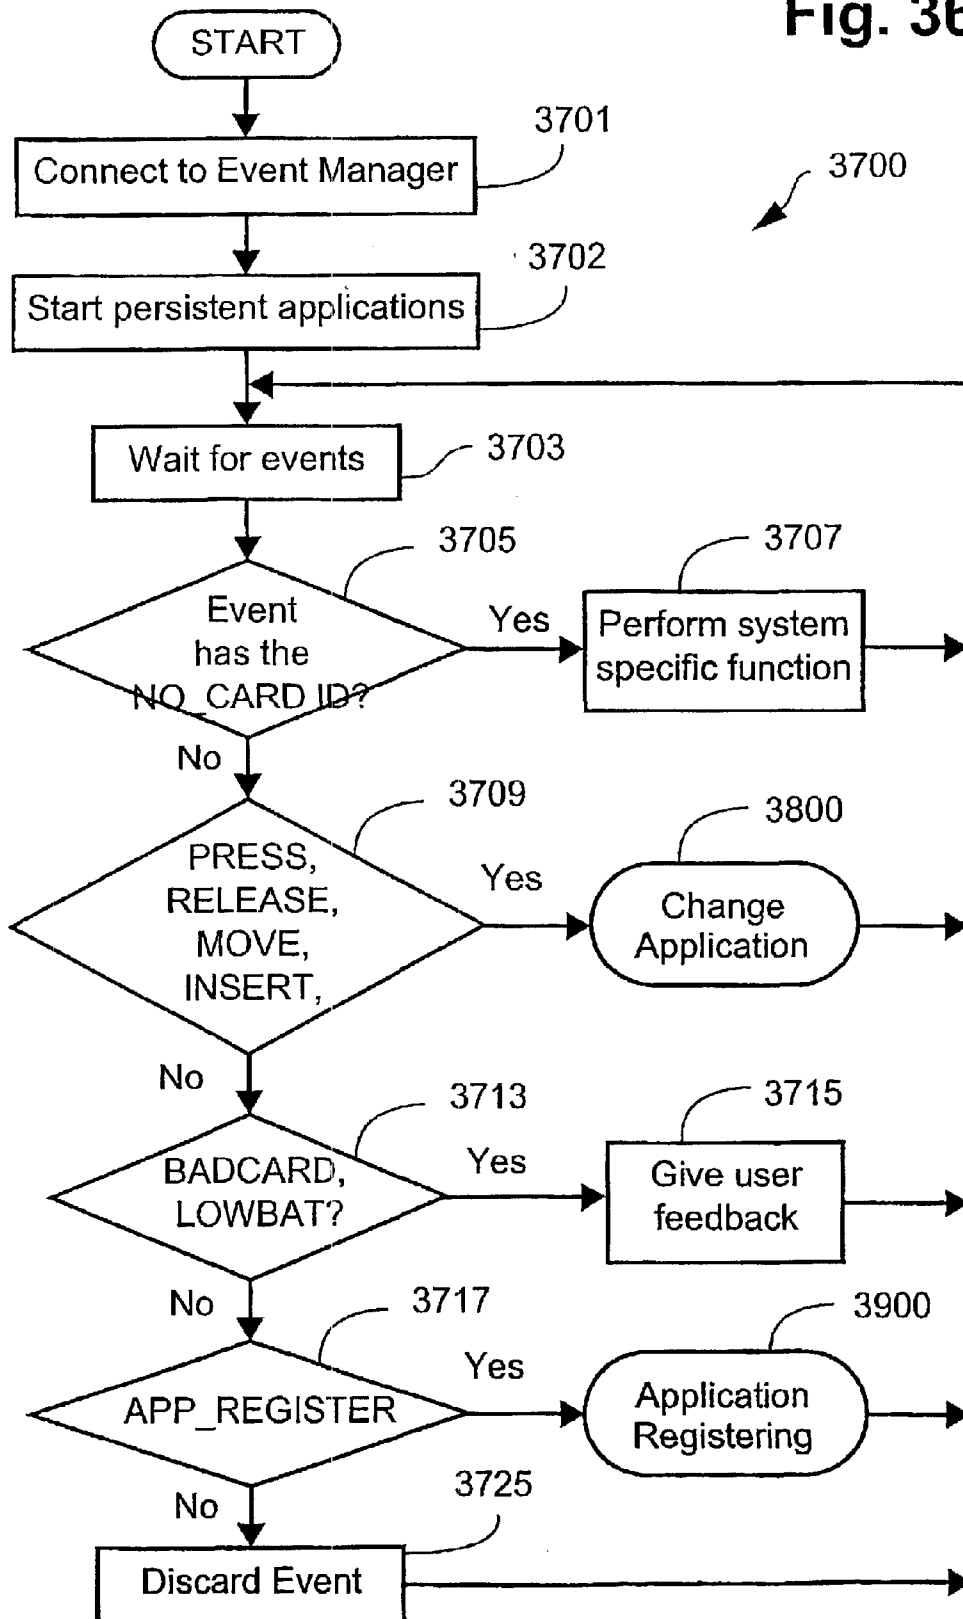 Fig. 36
START
3701
Connect to Event Manager
3700
3702
Start persistent applications
Wait for events
3703
3705
3707
Event
has the
NO_CARD ID?
Yes
Perform system
specific function
No
3709
3800
PRESS,
RELEASE,
MOVE,
INSERT,
Yes
Change
Application
No
3713
3715
BADCARD,
LOWBAT?
Yes
Give user
feedback
No
3717
3900
APP_REGISTER
Yes
Application
Registering
No
3725
Discard Event